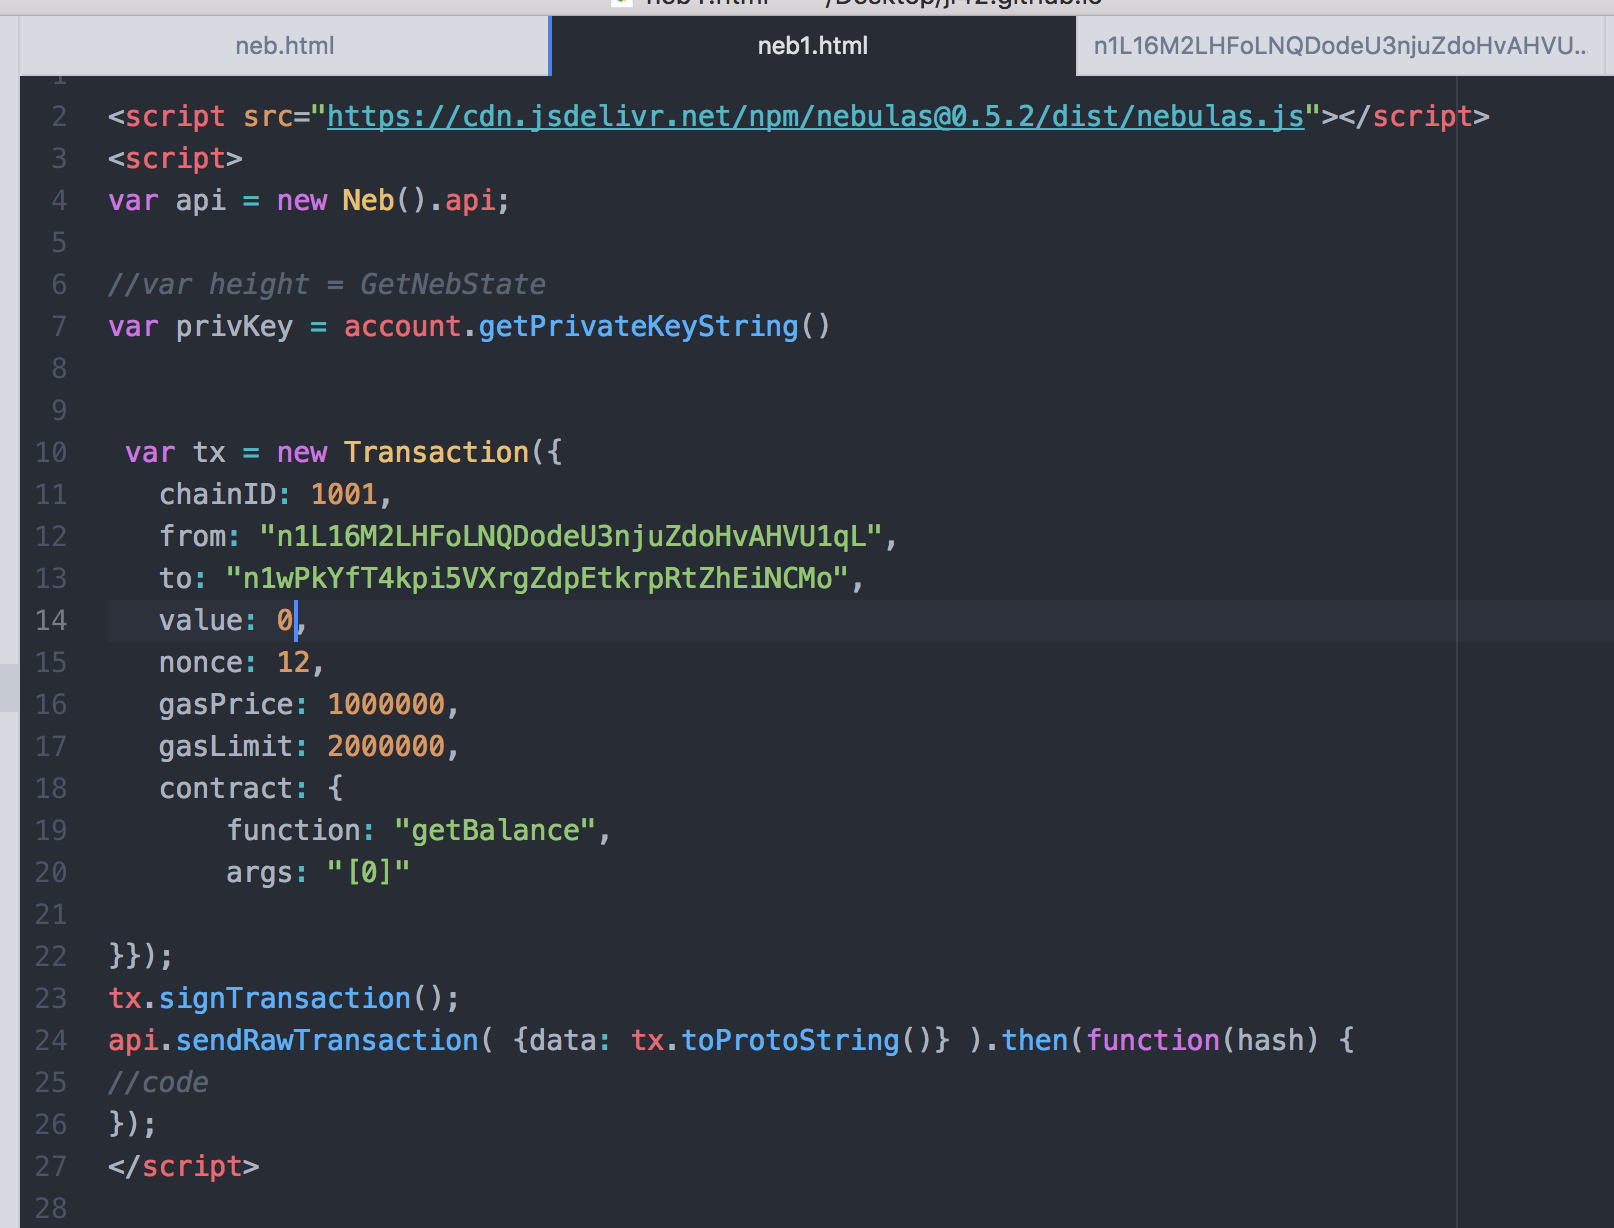 neb.html
neb1.html
n1L16M2LHFoLNQDodeU3njuZdoHvAHVU...
1
2 <script src="https://cdn.jsdelivr.net/npm/nebulas@0.5.2/dist/nebulas.js"></script>
3 <script>
4 var api = new Neb().api;
5
6 //var height = GetNebState
7 var privKey = account.getPrivateKeyString()
8
9
10 var tx = new Transaction({
11 chainID: 1001,
12 from: "n1L16M2LHFoLNQDodeU3njuZdoHvAHVU1qL",
13 to: "n1wPkYfT4kpi5VXrgZdpEtkrpRtZhEiNCMo",
14 value: 0,
15 nonce: 12,
16 gasPrice: 1000000,
17 gasLimit: 2000000,
18 contract: {
19 function: "getBalance",
20 args: "[0]"
21
22 }});
23 tx.signTransaction();
24 api.sendRawTransaction( {data: tx.toProtoString()} ).then(function(hash) {
25 //code
26 });
27 </script>
28